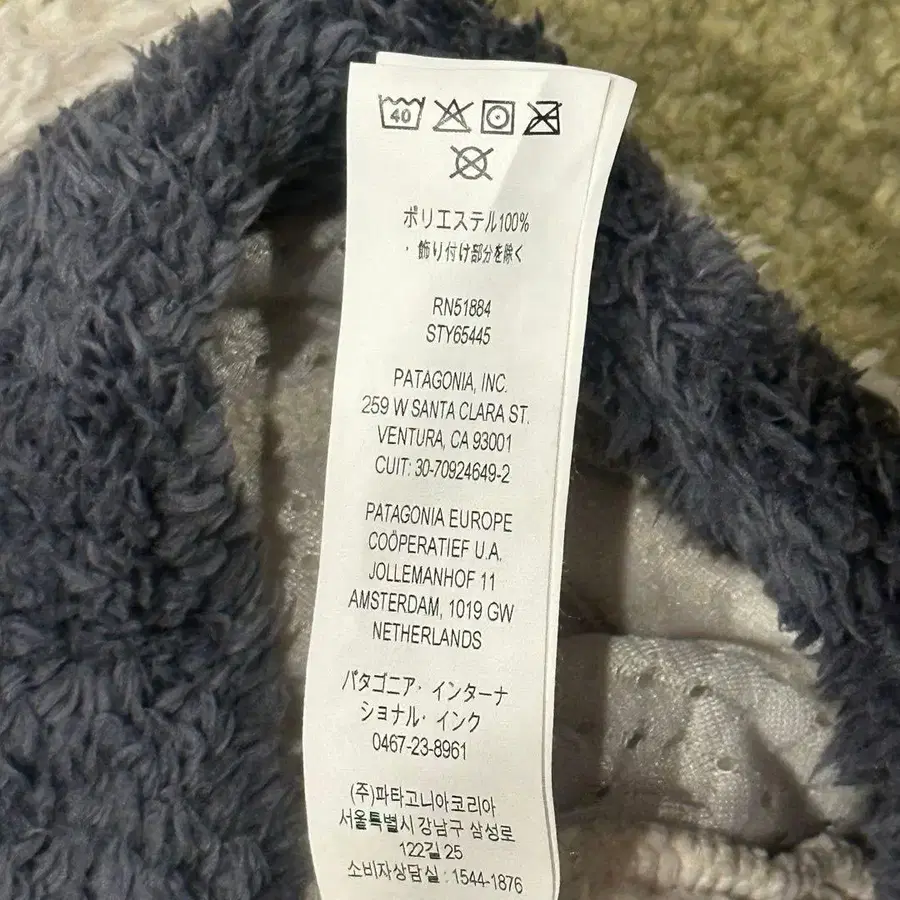 40
ポリエステル100%
・飾り付け部分を除く
RN51884
STY65445
PATAGONIA, INC.
259 W SANTA CLARA ST.
VENTURA, CA 93001
CUIT: 30-70924649-2
PATAGONIA EUROPE
COÖPERATIEF U.A.
JOLLEMANHOF 11
AMSTERDAM, 1019 GW
NETHERLANDS
パタゴニア・インターナ
ショナル・インク
0467-23-8961
(주)파타고니아코리아
서울특별시 강남구 삼성로
122길 25
소비자상담실 : 1544-1876